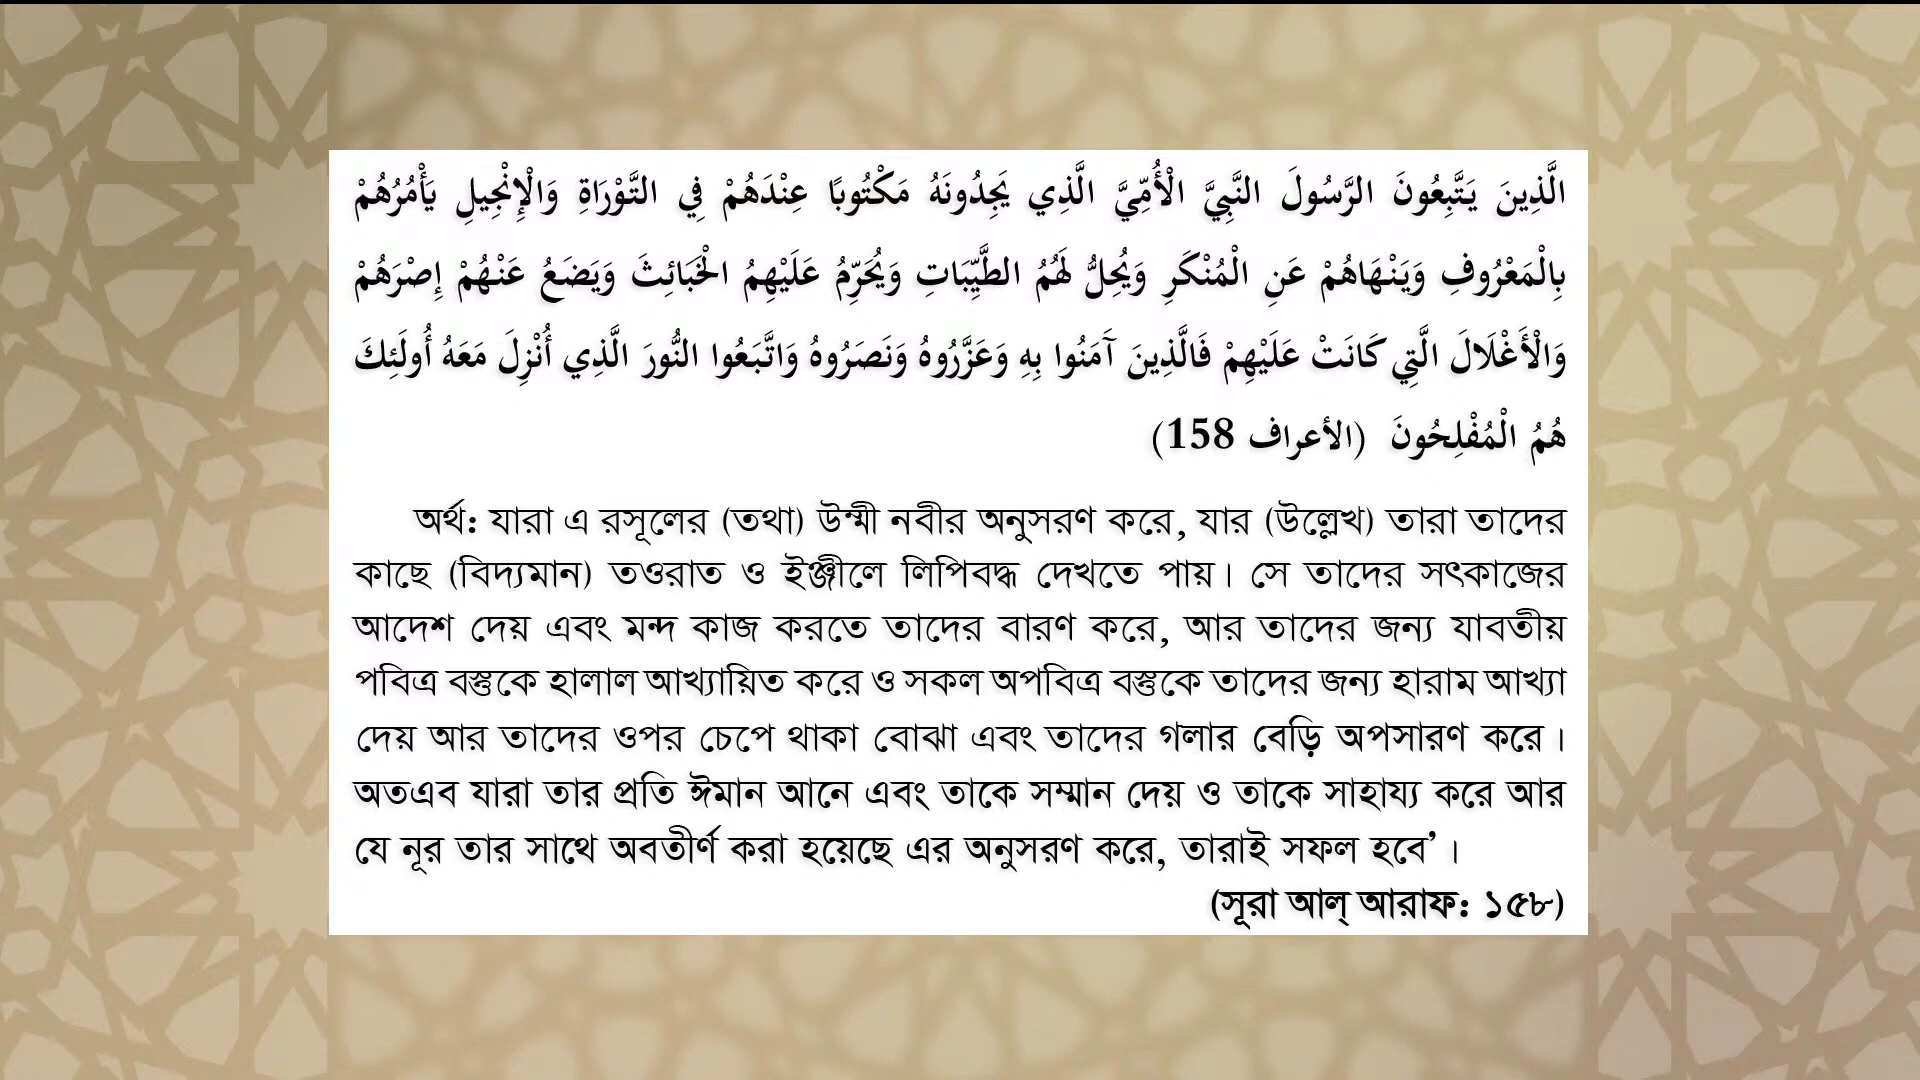 الَّذِينَ يَتَّبِعُونَ الرَّسُولَ النَّبِيَّ الْأُمِّيَّ الَّذِي يَجِدُونَهُ مَكْتُوبًا عِنْدَهُمْ فِي التَّوْرَاةِ وَالْإِنْجِيلِ يَأْمُرُهُمْ
بِالْمَعْرُوفِ وَيَنْهَاهُمْ عَنِ الْمُنْكَرِ وَيُحِلُّ لَهُمُ الطَّيِّبَاتِ وَيُحَرِّمُ عَلَيْهِمُ الْخَبَائِثَ وَيَضَعُ عَنْهُمْ إِصْرَهُمْ
وَالْأَغْلَالَ الَّتِي كَانَتْ عَلَيْهِمْ فَالَّذِينَ آمَنُوا بِهِ وَعَزَّرُوهُ وَنَصَرُوهُ وَاتَّبَعُوا النُّورَ الَّذِي أُنْزِلَ مَعَهُ أُولَئِكَ
هُمُ الْمُفْلِحُونَ (الأعراف 158)
অর্থ: যারা এ রসূলের (তথা) উম্মী নবীর অনুসরণ করে, যার (উল্লেখ) তারা তাদের
কাছে (বিদ্যমান) তওরাত ও ইঞ্জীলে লিপিবদ্ধ দেখতে পায়। সে তাদের সৎকাজের
আদেশ দেয় এবং মন্দ কাজ করতে তাদের বারণ করে, আর তাদের জন্য যাবতীয়
পবিত্র বস্তুকে হালাল আখ্যায়িত করে ও সকল অপবিত্র বস্তুকে তাদের জন্য হারাম আখ্যা
দেয় আর তাদের ওপর চেপে থাকা বোঝা এবং তাদের গলার বেড়ি অপসারণ করে।
অতএব যারা তার প্রতি ঈমান আনে এবং তাকে সম্মান দেয় ও তাকে সাহায্য করে আর
যে নূর তার সাথে অবতীর্ণ করা হয়েছে এর অনুসরণ করে, তারাই সফল হবে’।
(সূরা আল্ আরাফ: ১৫৮)